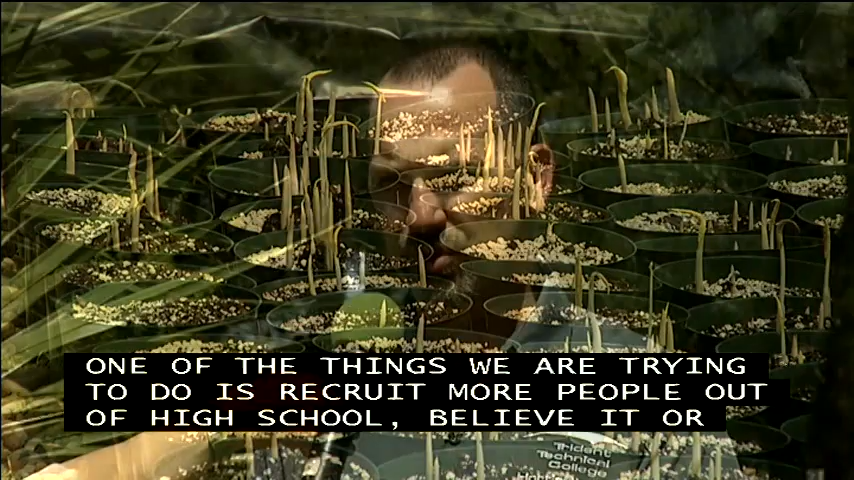 ONE OF THE THINGS WE ARE TRYING
TO DO IS RECRUIT MORE PEOPLE OUT
OF HIGH SCHOOL, BELIEVE IT OR
Trident
Technical
College